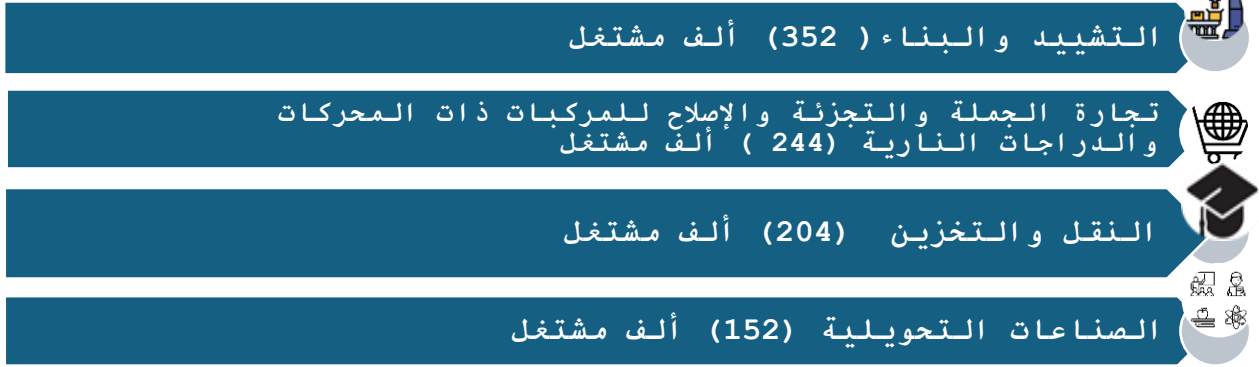 التشييد والبناء( 352) ألف مشتغل
تجارة الجملة والتجزئة والإصلاح للمركبات ذات المحركات
والدراجات النارية (244 ) ألف مشتغل
النقل والتخزين (204) ألف مشتغل
الصناعات التحويلية (152) ألف مشتغل